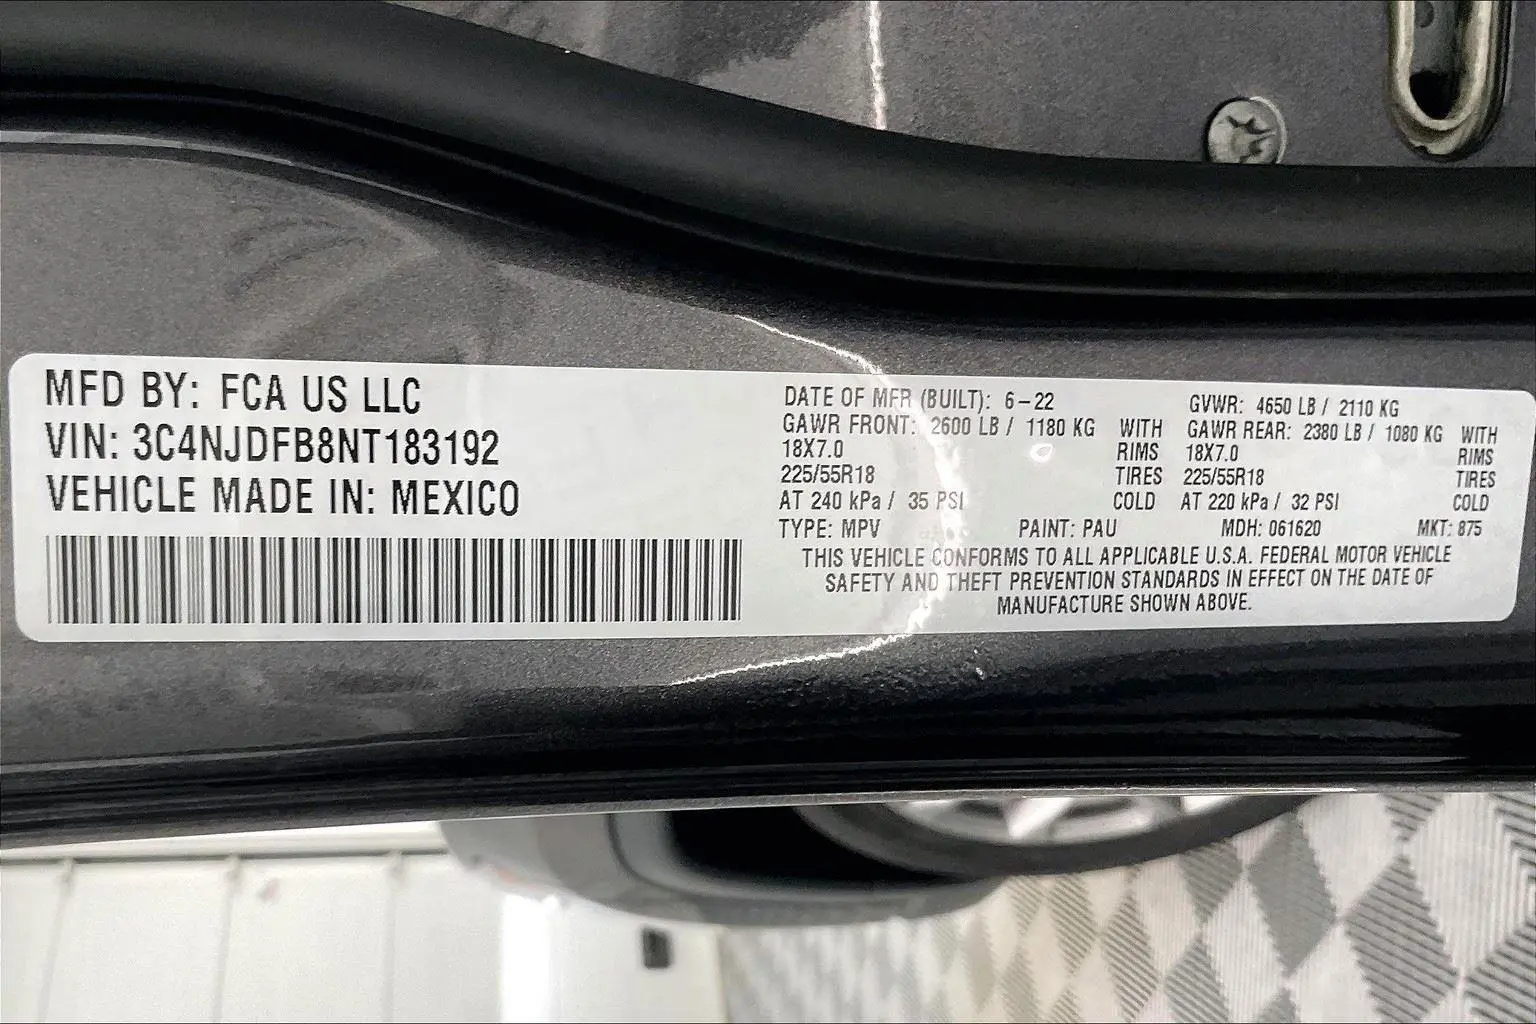 MFD BY: FCA US LLC
VIN: 3C4NJDFB8NT183192
VEHICLE MADE IN: MEXICO
DATE OF MFR (BUILT): 6-22 GVWR: 4650 LB / 2110 KG
GAWR FRONT: 2600 LB / 1180 KG WITH GAWR REAR: 2380 LB / 1080 KG WITH
18X7.0 RIMS 18X7.0 RIMS
225/55R18 TIRES 225/55R18 TIRES
AT 240 kPa / 35 PSI COLD AT 220 kPa / 32 PSI COLD
TYPE: MPV PAINT: PAU MDH: 061620 MKT: 875
THIS VEHICLE CONFORMS TO ALL APPLICABLE U.S.A. FEDERAL MOTOR VEHICLE
SAFETY AND THEFT PREVENTION STANDARDS IN EFFECT ON THE DATE OF
MANUFACTURE SHOWN ABOVE.